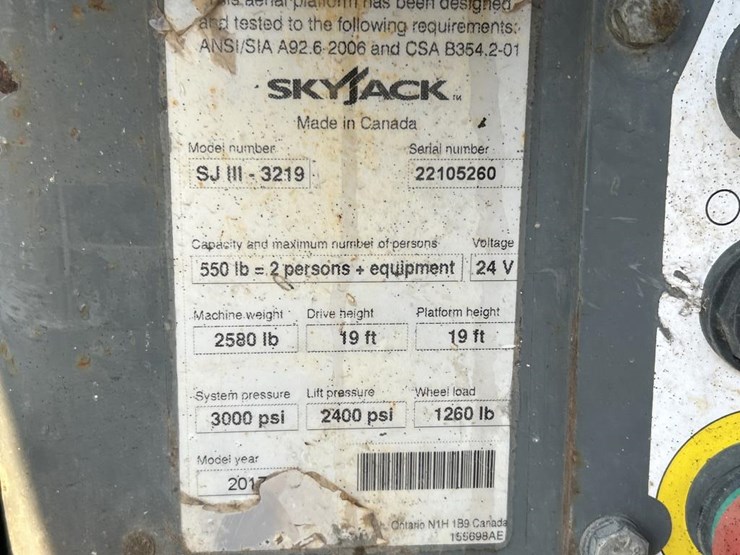 aerial platform has been designed
and tested to the following requirements:
ANSI/SIA A92.6-2006 and CSA B354.2-01
SKYJACK™
Made in Canada
Model number Serial number
SJ III - 3219 22105260
Capacity and maximum number of persons Voltage
550 lb = 2 persons + equipment 24 V
Machine weight Drive height Platform height
2580 lb 19 ft 19 ft
System pressure Lift pressure Wheel load
3000 psi 2400 psi 1260 lb
Model year
2017
Ontario N1H 1B9 Canada
155698AE